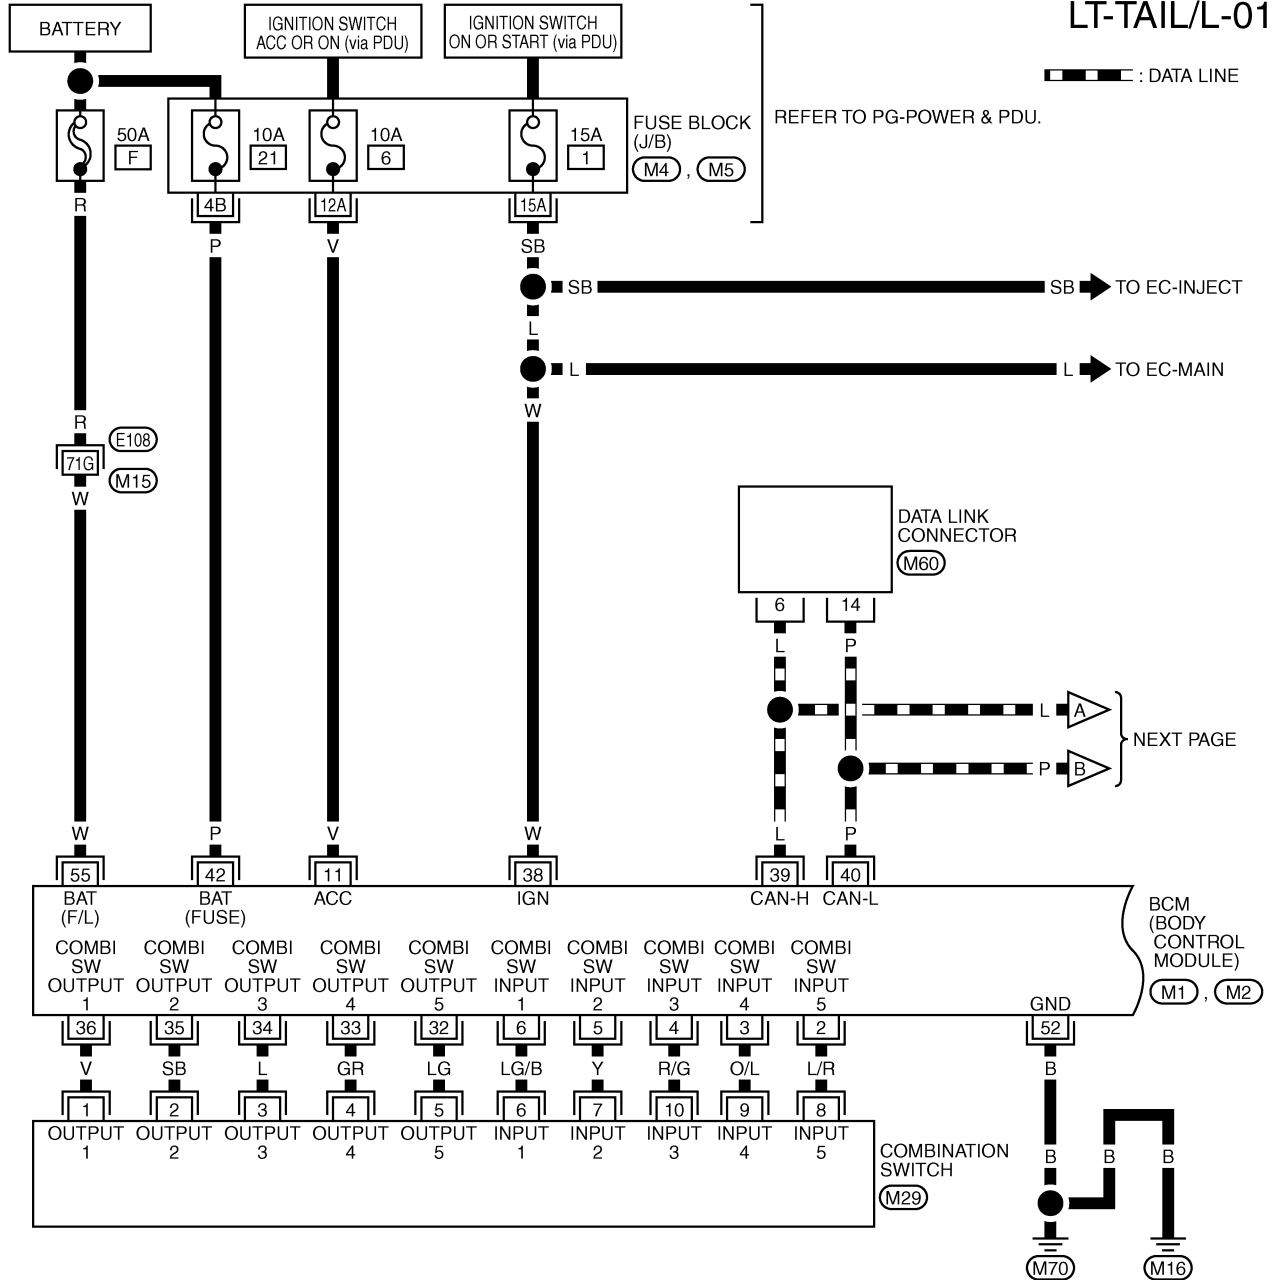 LT-TAIL/L-01
BATTERY
IGNITION SWITCH
ACC OR ON (via PDU)
IGNITION SWITCH
ON OR START (via PDU)
: DATA LINE
50A
F
10A
21
10A
6
15A
1
FUSE BLOCK
(J/B)
M4 , M5
REFER TO PG-POWER & PDU.
R
4B
12A
15A
P
V
SB
SB
SB
TO EC-INJECT
L
L
L
TO EC-MAIN
W
R
E108
71G
M15
W
DATA LINK
CONNECTOR
M60
6
14
L
P
L
A
NEXT PAGE
P
B
W
P
V
W
L
P
55
42
11
38
39
40
BAT
(F/L)
BAT
(FUSE)
ACC
IGN
CAN-H
CAN-L
BCM
(BODY
CONTROL
MODULE)
M1 , M2
COMBI
SW
OUTPUT
1
COMBI
SW
OUTPUT
2
COMBI
SW
OUTPUT
3
COMBI
SW
OUTPUT
4
COMBI
SW
OUTPUT
5
COMBI
SW
INPUT
1
COMBI
SW
INPUT
2
COMBI
SW
INPUT
3
COMBI
SW
INPUT
4
COMBI
SW
INPUT
5
GND
36
35
34
33
32
6
5
4
3
2
52
V
SB
L
GR
LG
LG/B
Y
R/G
O/L
L/R
B
1
2
3
4
5
6
7
10
9
8
OUTPUT
1
OUTPUT
2
OUTPUT
3
OUTPUT
4
OUTPUT
5
INPUT
1
INPUT
2
INPUT
3
INPUT
4
INPUT
5
COMBINATION
SWITCH
M29
B
B
B
M70
M16